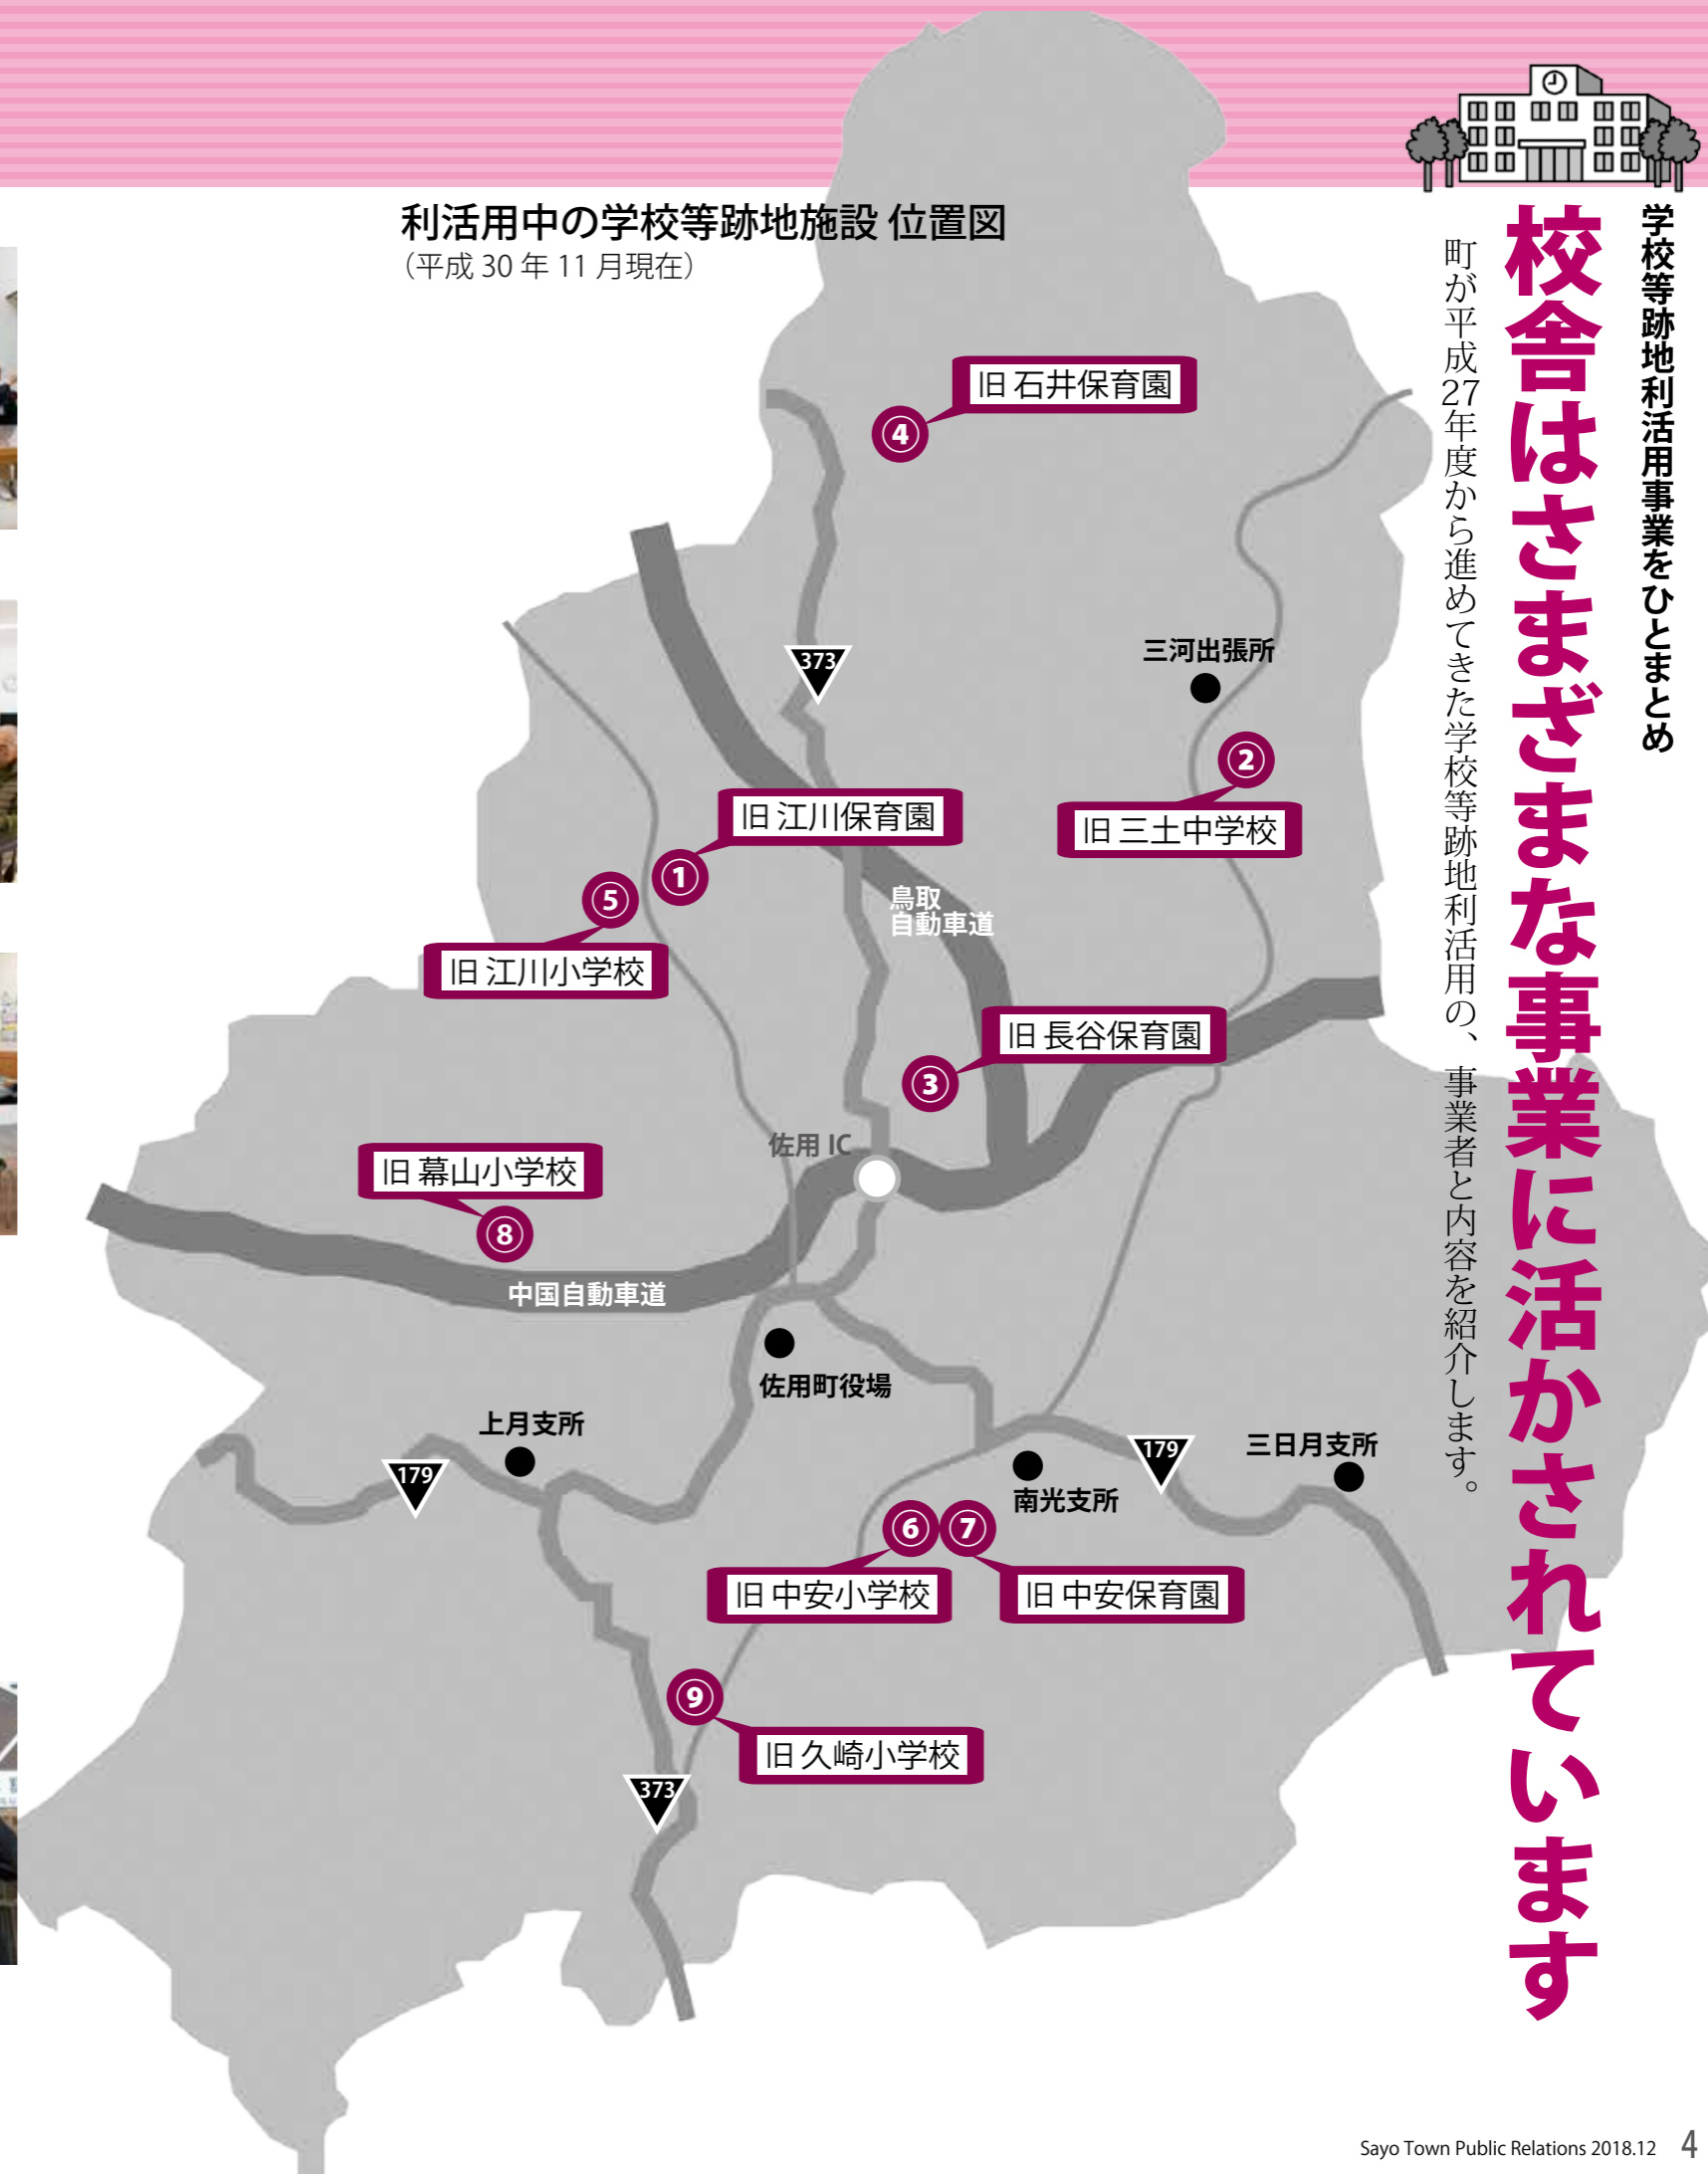 学校等跡地利活用事業をひとまとめ
校舎はさまざまな事業に活かされています
町が平成27年度から進めてきた学校等跡地利活用の、事業者と内容を紹介します。
利活用中の学校等跡地施設 位置図
（平成 30 年 11 月現在）
旧 石井保育園
④
373
三河出張所
②
旧 三土中学校
旧 江川保育園
①
⑤
旧 江川小学校
鳥取
自動車道
旧 長谷保育園
③
佐用 IC
旧 幕山小学校
⑧
中国自動車道
佐用町役場
上月支所
179
南光支所
179
三日月支所
⑥
⑦
旧 中安小学校
旧 中安保育園
⑨
旧 久崎小学校
373
Sayo Town Public Relations 2018.12 4